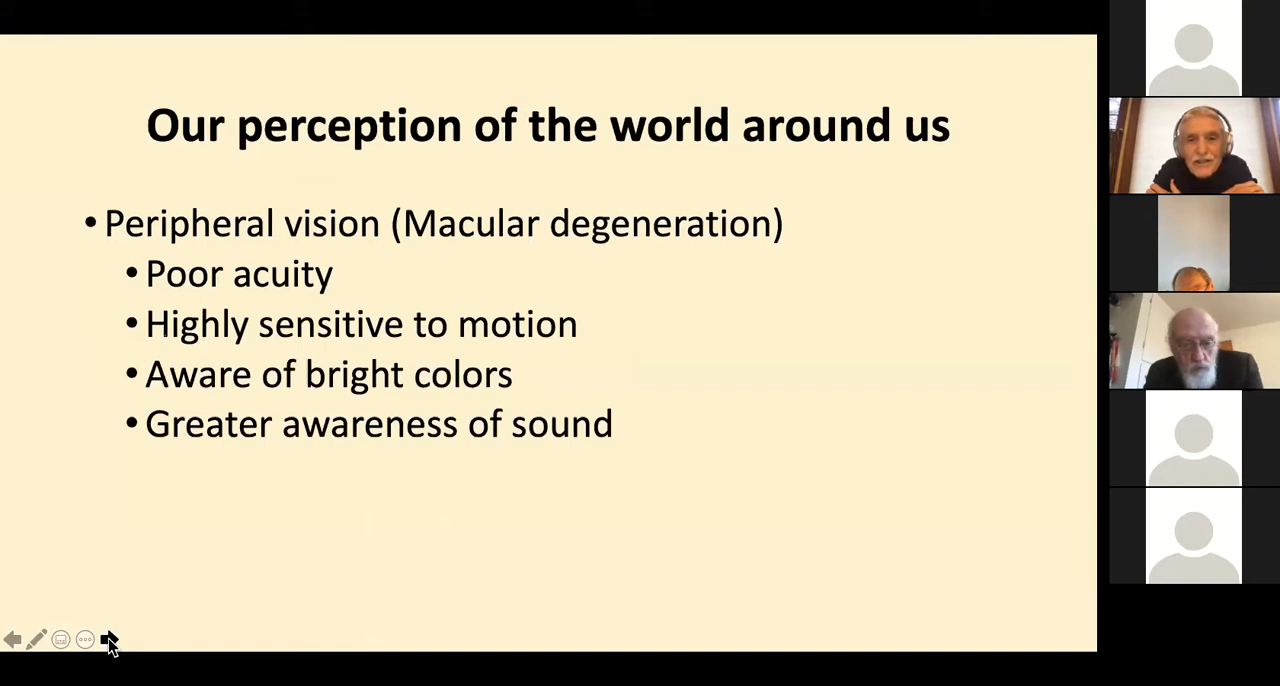 Our perception of the world around us
• Peripheral vision (Macular degeneration)
• Poor acuity
• Highly sensitive to motion
• Aware of bright colors
• Greater awareness of sound